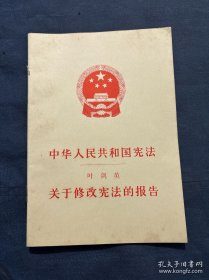 中华人民共和国宪法
叶剑英
关于修改宪法的报告
孔夫子旧书网